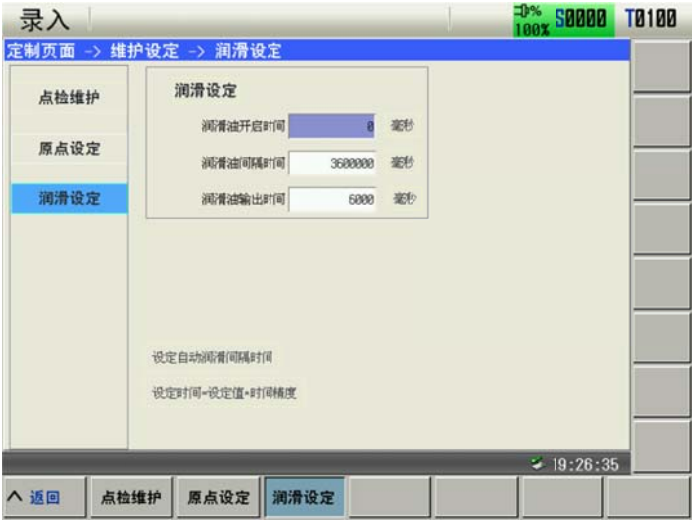 录入
0%
100%
S0000
T0100
定制页面 -> 维护设定 -> 润滑设定
点检维护
原点设定
润滑设定
润滑设定
润滑油开启时间 0 毫秒
润滑油间隔时间 3600000 毫秒
润滑油输出时间 6000 毫秒
设定自动润滑间隔时间
设定时间=设定值*时间精度
19:26:35
返回 点检维护 原点设定 润滑设定